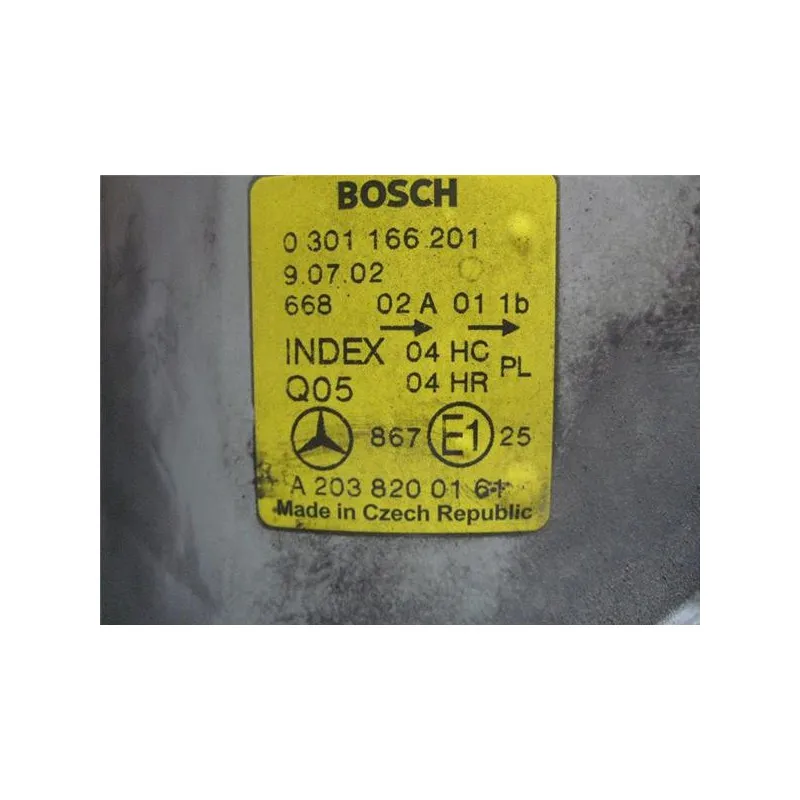 BOSCH
0 301 166 201
9.07.02
668 02 A 01 1b
INDEX 04 HC PL
Q05 04 HR
867 E1 25
A 203 820 01 61
Made in Czech Republic